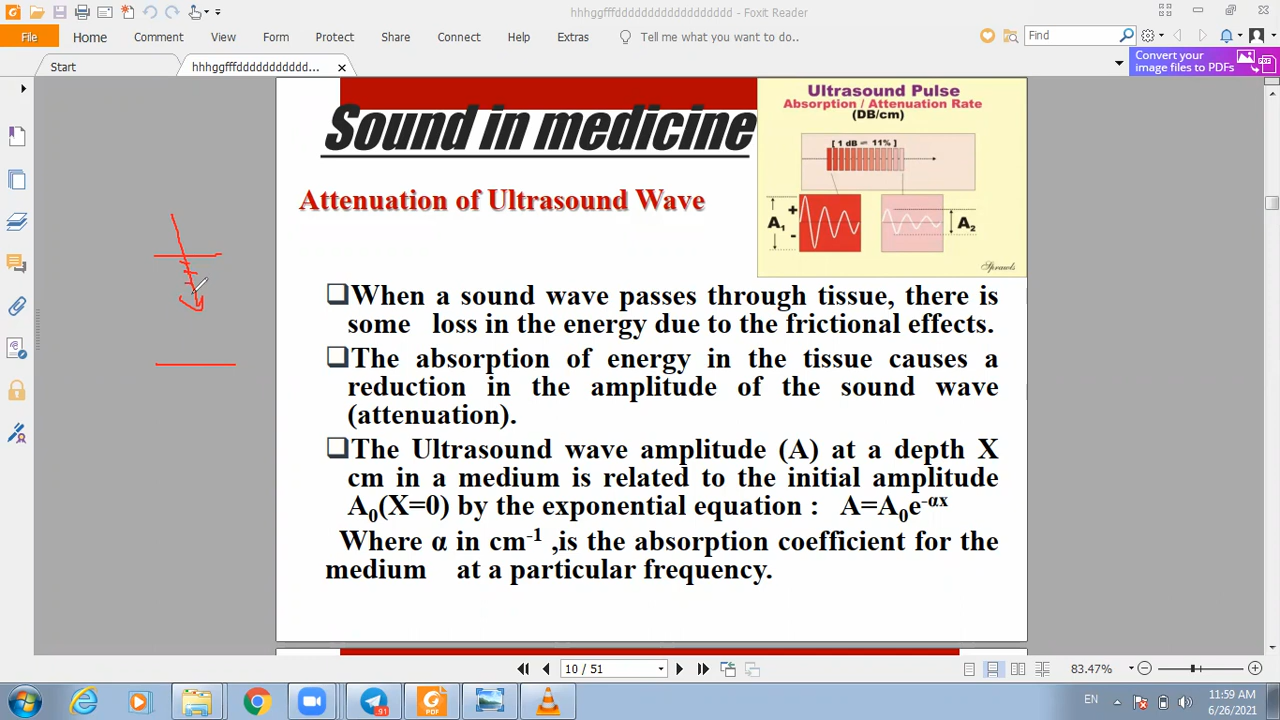 hhhggfffdddddddddddddddddd - Foxit Reader
File
Home
Comment
View
Form
Protect
Share
Connect
Help
Extras
Tell me what you want to do..
Find
Start
hhhggfffddddddddddd...
Convert your
image files to PDFs
PDF
Sound in medicine
Ultrasound Pulse
Absorption / Attenuation Rate
(DB/cm)
[ 1 dB = 11% ]
A1
+
-
A2
Sprawls
Attenuation of Ultrasound Wave
When a sound wave passes through tissue, there is
some loss in the energy due to the frictional effects.
The absorption of energy in the tissue causes a
reduction in the amplitude of the sound wave
(attenuation).
The Ultrasound wave amplitude (A) at a depth X
cm in a medium is related to the initial amplitude
A0(X=0) by the exponential equation : A=A0e-αx
Where α in cm-1 ,is the absorption coefficient for the
medium at a particular frequency.
10 / 51
83.47%
91
PDF
EN
11:59 AM
6/26/2021